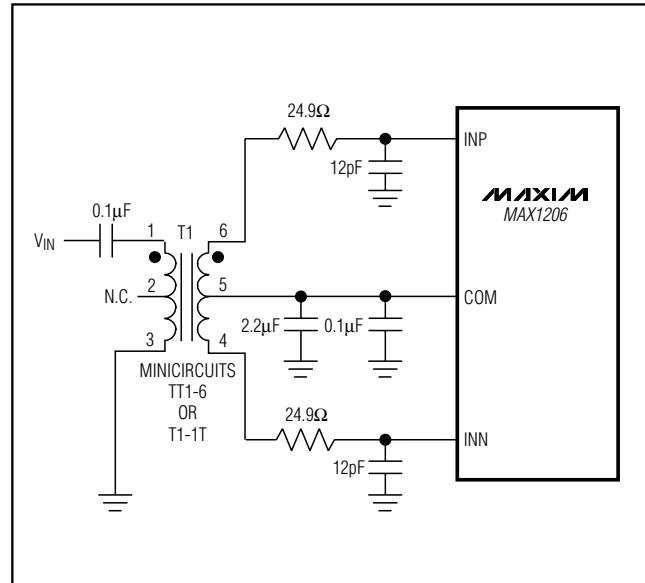 24.9Ω
INP
12pF
MAXIM
MAX1206
0.1μF
1
T1
6
VIN
N.C.
2
5
COM
2.2μF
0.1μF
3
4
MINICIRCUITS
TT1-6
OR
T1-1T
24.9Ω
INN
12pF